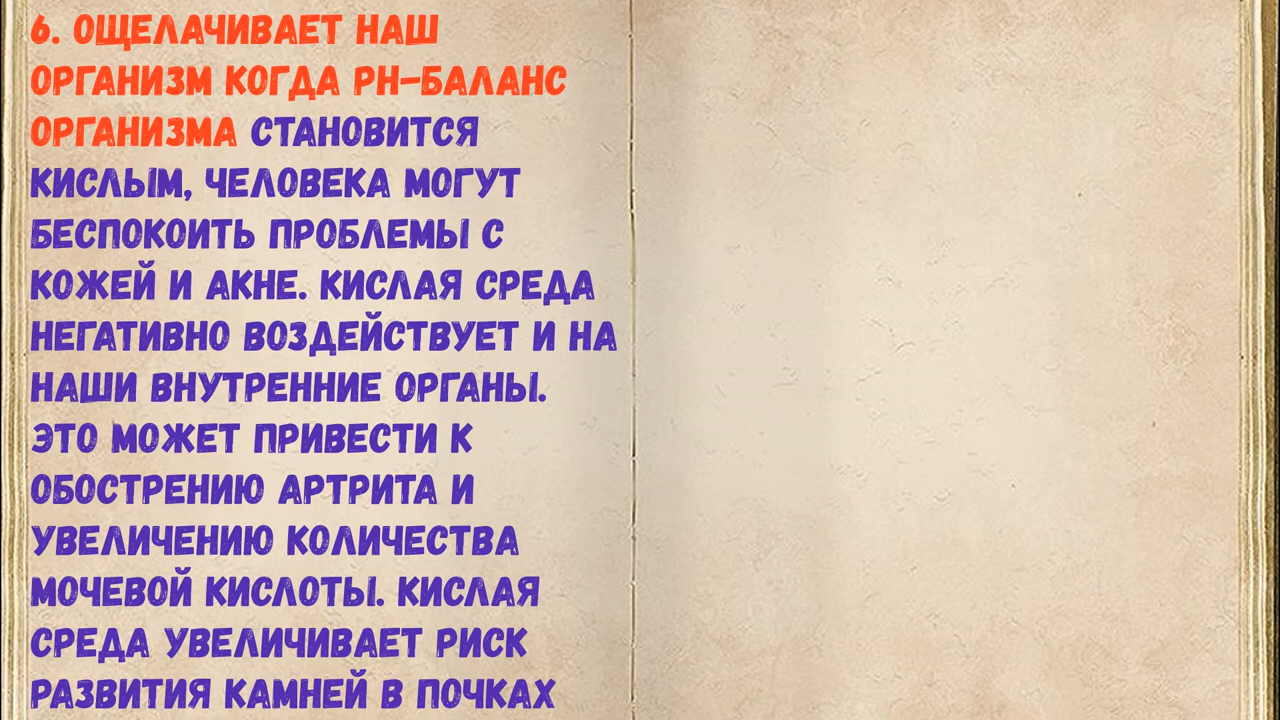 6. ОЩЕЛАЧИВАЕТ НАШ
ОРГАНИЗМ КОГДА PH-БАЛАНС
ОРГАНИЗМА СТАНОВИТСЯ
КИСЛЫМ, ЧЕЛОВЕКА МОГУТ
БЕСПОКОИТЬ ПРОБЛЕМЫ С
КОЖЕЙ И АКНЕ. КИСЛАЯ СРЕДА
НЕГАТИВНО ВОЗДЕЙСТВУЕТ И НА
НАШИ ВНУТРЕННИЕ ОРГАНЫ.
ЭТО МОЖЕТ ПРИВЕСТИ К
ОБОСТРЕНИЮ АРТРИТА И
УВЕЛИЧЕНИЮ КОЛИЧЕСТВА
МОЧЕВОЙ КИСЛОТЫ. КИСЛАЯ
СРЕДА УВЕЛИЧИВАЕТ РИСК
РАЗВИТИЯ КАМНЕЙ В ПОЧКАХ